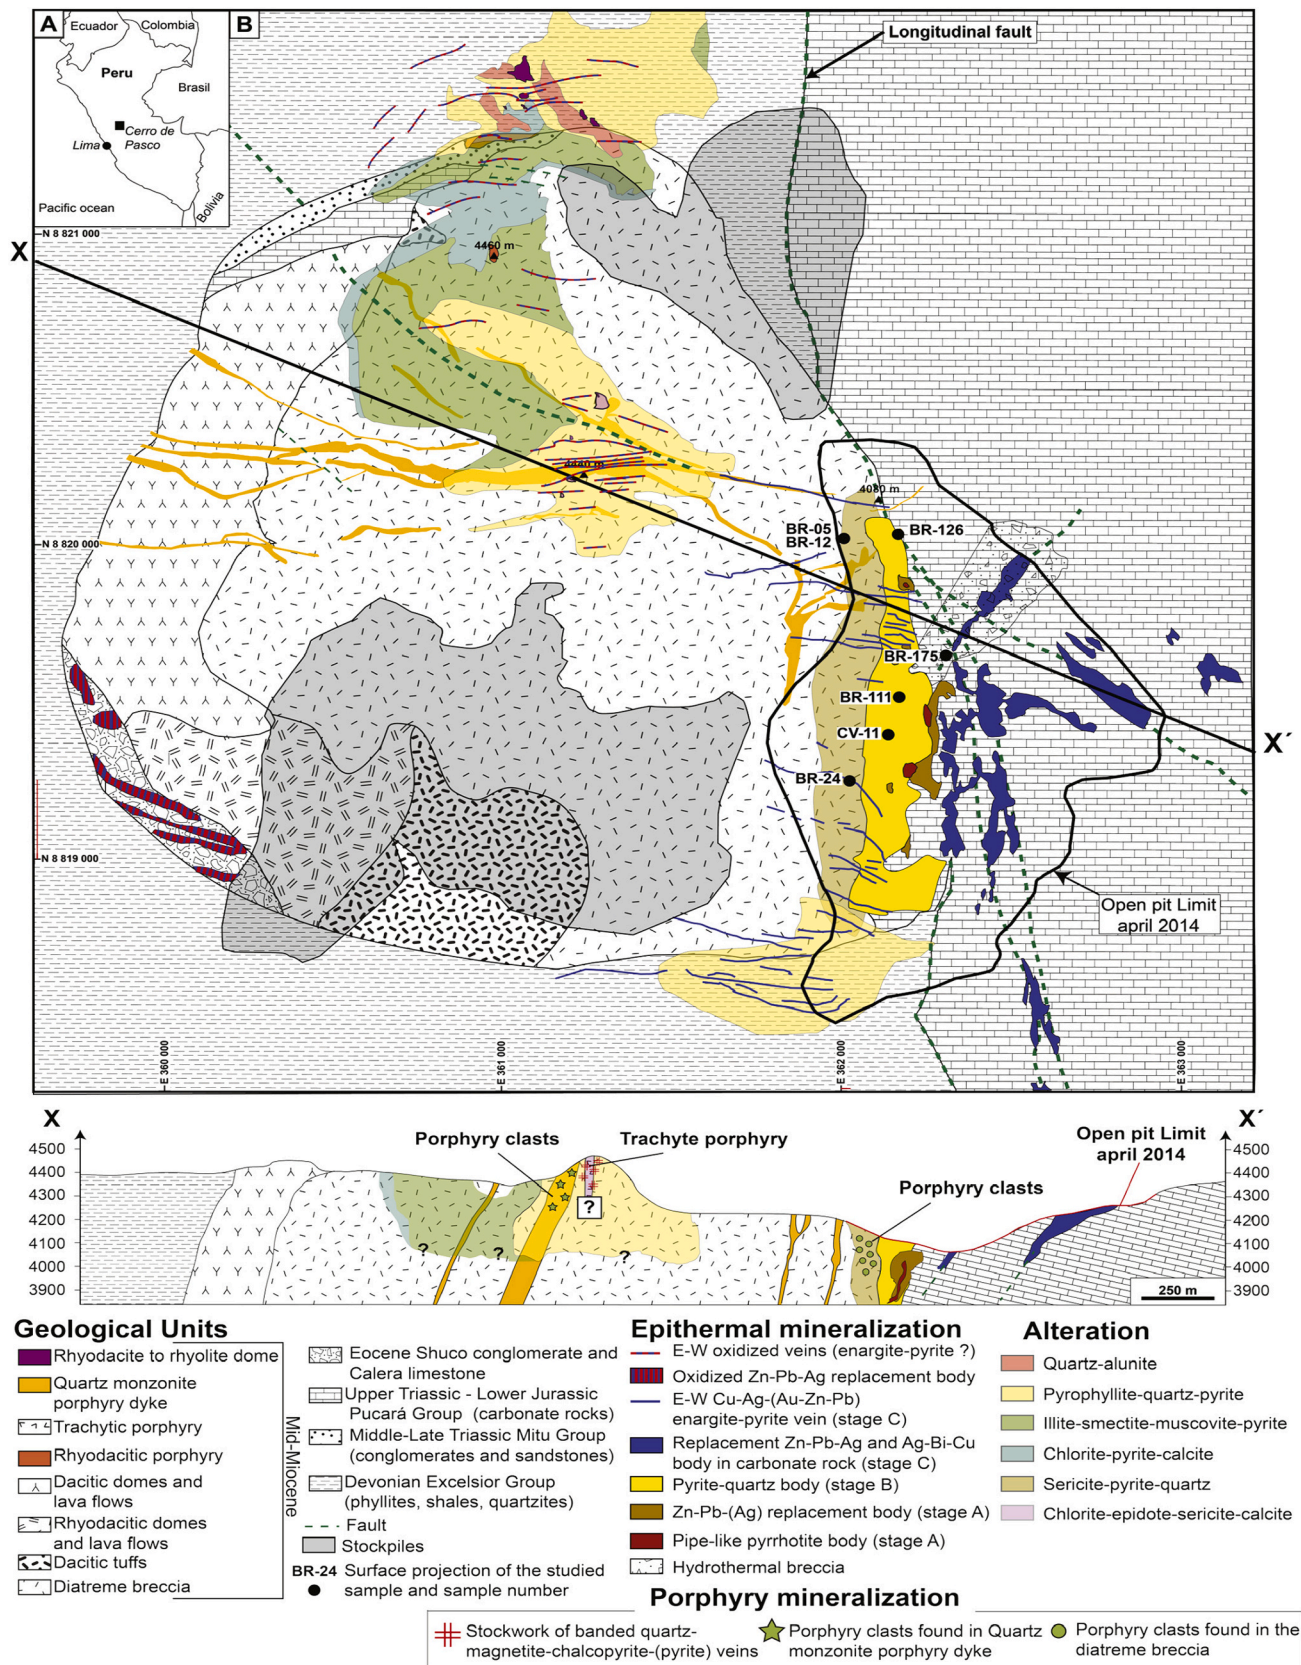 A
Ecuador
Colombia
Peru
Brasil
Cerro de
Pasco
Lima
Pacific ocean
Bolivia
B
Longitudinal fault
N 8 821 000
X
4460 m
4440 m
4080 m
BR-05
BR-12
BR-126
N 8 820 000
BR-175
BR-111
CV-11
X´
BR-24
N 8 819 000
Open pit Limit
april 2014
E 360 000
E 361 000
E 362 000
E 363 000
X
X´
Porphyry clasts
Trachyte porphyry
Open pit Limit
april 2014
Porphyry clasts
4500
4400
4300
4200
4100
4000
3900
?
?
?
?
4500
4400
4300
4200
4100
4000
3900
250 m
Geological Units
Rhyodacite to rhyolite dome
Quartz monzonite
porphyry dyke
Trachytic porphyry
Rhyodacitic porphyry
Dacitic domes and
lava flows
Rhyodacitic domes
and lava flows
Dacitic tuffs
Diatreme breccia
Mid-Miocene
Eocene Shuco conglomerate and
Calera limestone
Upper Triassic - Lower Jurassic
Pucará Group (carbonate rocks)
Middle-Late Triassic Mitu Group
(conglomerates and sandstones)
Devonian Excelsior Group
(phyllites, shales, quartzites)
Fault
Stockpiles
BR-24 Surface projection of the studied
sample and sample number
Epithermal mineralization
E-W oxidized veins (enargite-pyrite ?)
Oxidized Zn-Pb-Ag replacement body
E-W Cu-Ag-(Au-Zn-Pb)
enargite-pyrite vein (stage C)
Replacement Zn-Pb-Ag and Ag-Bi-Cu
body in carbonate rock (stage C)
Pyrite-quartz body (stage B)
Zn-Pb-(Ag) replacement body (stage A)
Pipe-like pyrrhotite body (stage A)
Hydrothermal breccia
Alteration
Quartz-alunite
Pyrophyllite-quartz-pyrite
Illite-smectite-muscovite-pyrite
Chlorite-pyrite-calcite
Sericite-pyrite-quartz
Chlorite-epidote-sericite-calcite
Porphyry mineralization
Stockwork of banded quartz-
magnetite-chalcopyrite-(pyrite) veins
Porphyry clasts found in Quartz
monzonite porphyry dyke
Porphyry clasts found in the
diatreme breccia